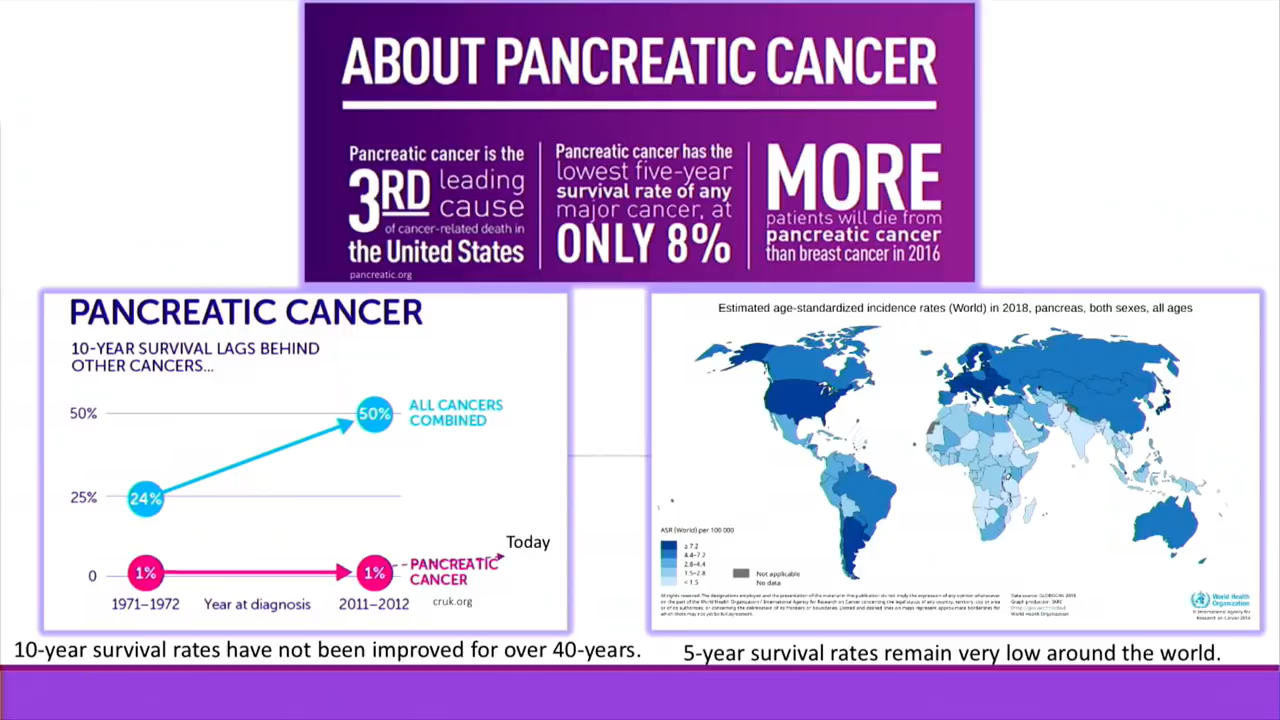 ABOUT PANCREATIC CANCER
Pancreatic cancer is the
3RD leading
cause
of cancer-related death in
the United States
pancreatic.org
Pancreatic cancer has the
lowest five-year
survival rate of any
major cancer, at
ONLY 8%
MORE
patients will die from
pancreatic cancer
than breast cancer in 2016
PANCREATIC CANCER
10-YEAR SURVIVAL LAGS BEHIND
OTHER CANCERS...
50%
50%
ALL CANCERS
COMBINED
25%
24%
Today
0
1%
1%
PANCREATIC
CANCER
1971–1972
Year at diagnosis
2011–2012
cruk.org
10-year survival rates have not been improved for over 40-years.
Estimated age-standardized incidence rates (World) in 2018, pancreas, both sexes, all ages
ASR (World) per 100 000
≥ 7.2
4.4–7.2
2.8–4.4
1.5–2.8
< 1.5
Not applicable
No data
World Health
Organization
5-year survival rates remain very low around the world.